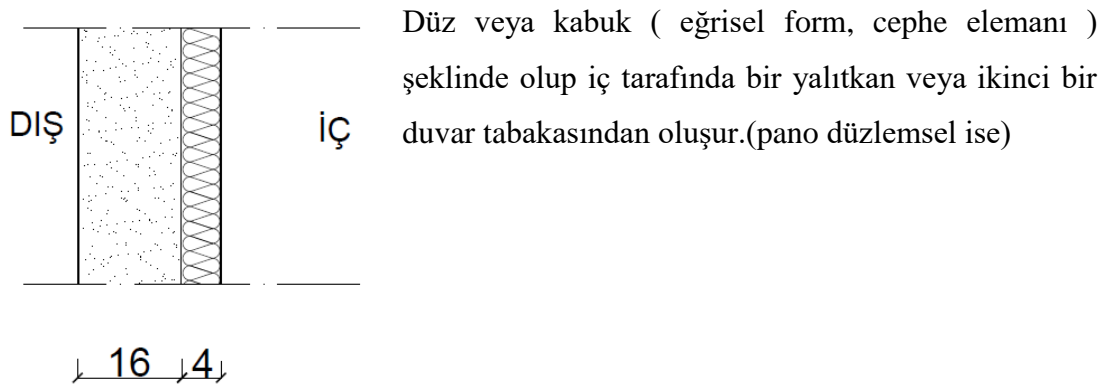 Düz veya kabuk ( eğrisel form, cephe elemanı )
şeklinde olup iç tarafında bir yalıtkan veya ikinci bir
duvar tabakasından oluşur.(pano düzlemsel ise)
DIŞ
İÇ
16
4